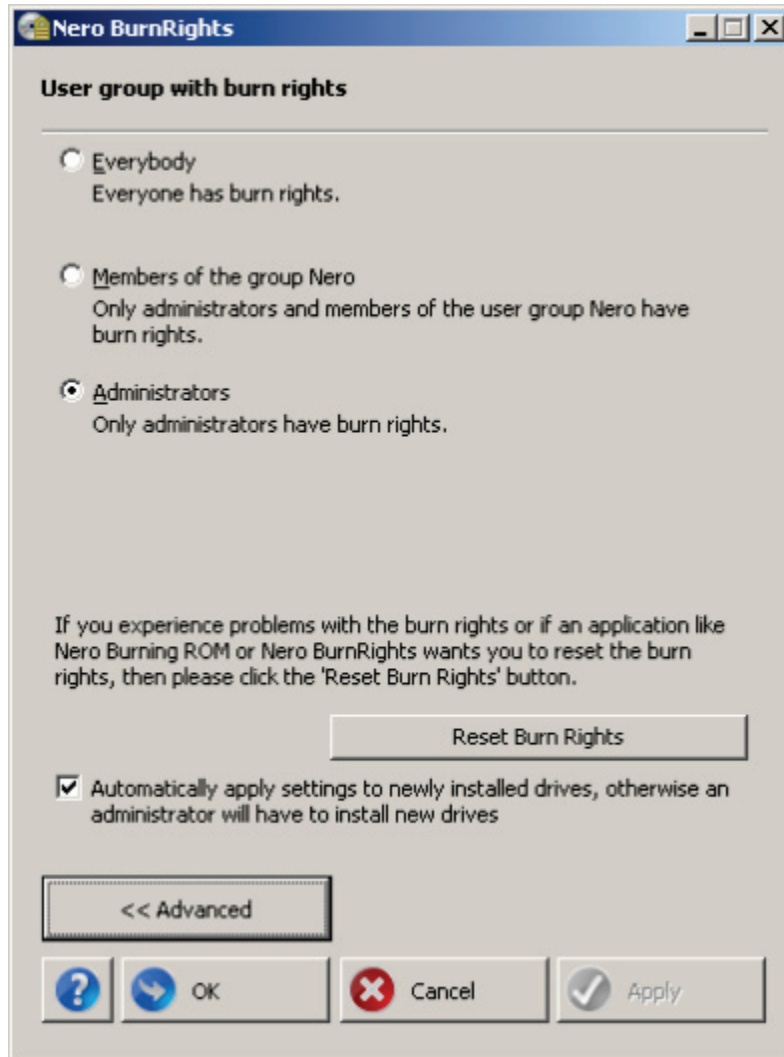 Nero BurnRights
User group with burn rights
Everybody
Everyone has burn rights.
Members of the group Nero
Only administrators and members of the user group Nero have
burn rights.
Administrators
Only administrators have burn rights.
If you experience problems with the burn rights or if an application like
Nero Burning ROM or Nero BurnRights wants you to reset the burn
rights, then please click the 'Reset Burn Rights' button.
Reset Burn Rights
Automatically apply settings to newly installed drives, otherwise an
administrator will have to install new drives
<< Advanced
? OK Cancel Apply